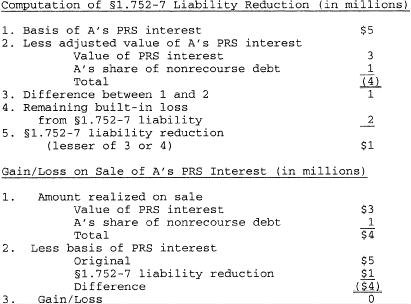 Computation of §1.752-7 Liability Reduction (in millions)
1. Basis of A's PRS interest $5
2. Less adjusted value of A's PRS interest
Value of PRS interest 3
A's share of nonrecourse debt 1
Total (4)
3. Difference between 1 and 2 1
4. Remaining built-in loss
from §1.752-7 liability 2
5. §1.752-7 liability reduction
(lesser of 3 or 4) $1
Gain/Loss on Sale of A's PRS Interest (in millions)
1. Amount realized on sale
Value of PRS interest $3
A's share of nonrecourse debt 1
Total $4
2. Less basis of PRS interest
Original $5
§1.752-7 liability reduction $1
Difference ($4)
3. Gain/Loss 0